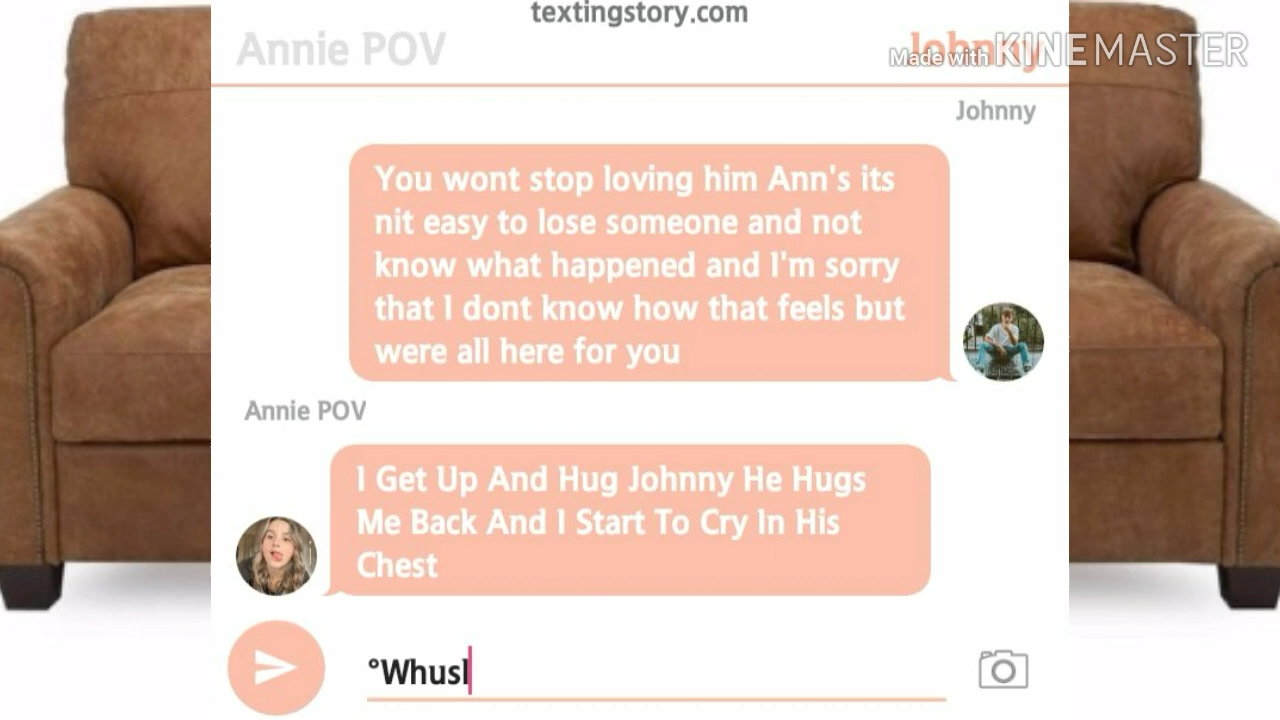 textingstory.com
Annie POV
Johnny
Made with KINEMASTER
Johnny
You wont stop loving him Ann's its
nit easy to lose someone and not
know what happened and I'm sorry
that I dont know how that feels but
were all here for you
Annie POV
I Get Up And Hug Johnny He Hugs
Me Back And I Start To Cry In His
Chest
°Whusl